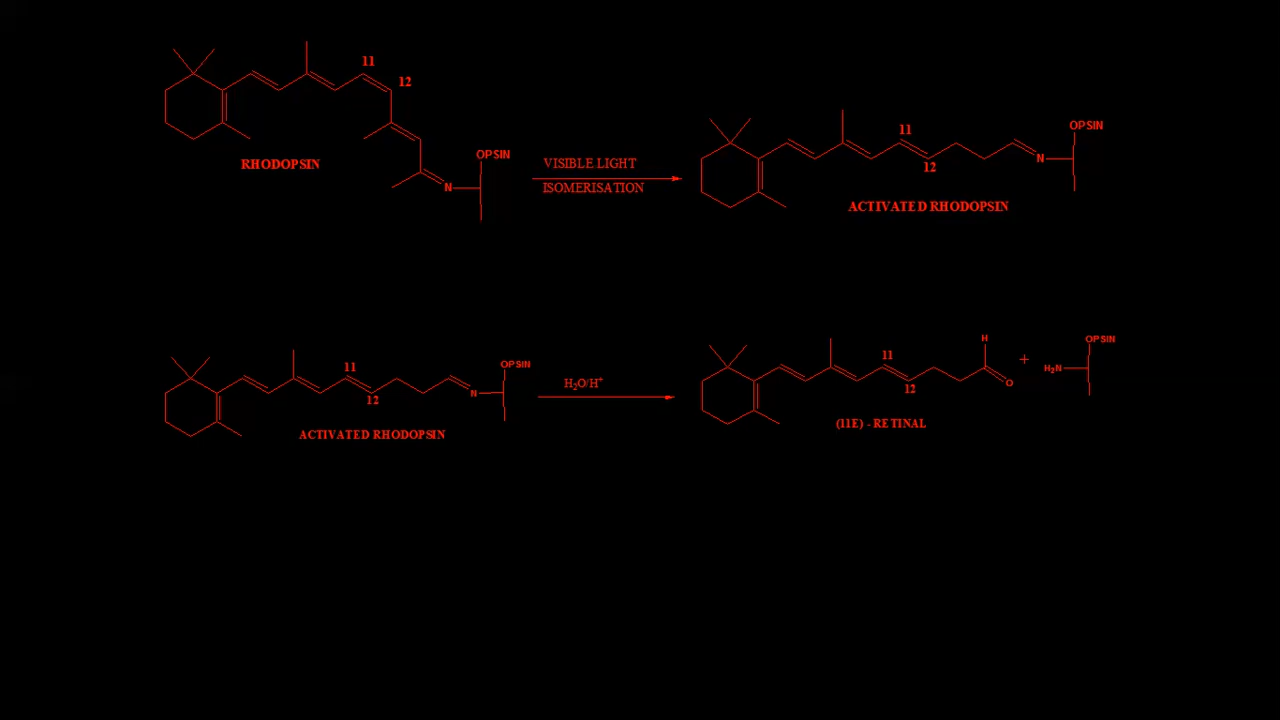 11
12
OPSIN
RHODOPSIN
N
VISIBLE LIGHT
ISOMERISATION
11
12
OPSIN
N
ACTIVATED RHODOPSIN
11
12
OPSIN
N
ACTIVATED RHODOPSIN
H₂O/H⁺
11
12
H
O
(11E) - RETINAL
+
OPSIN
H₂N